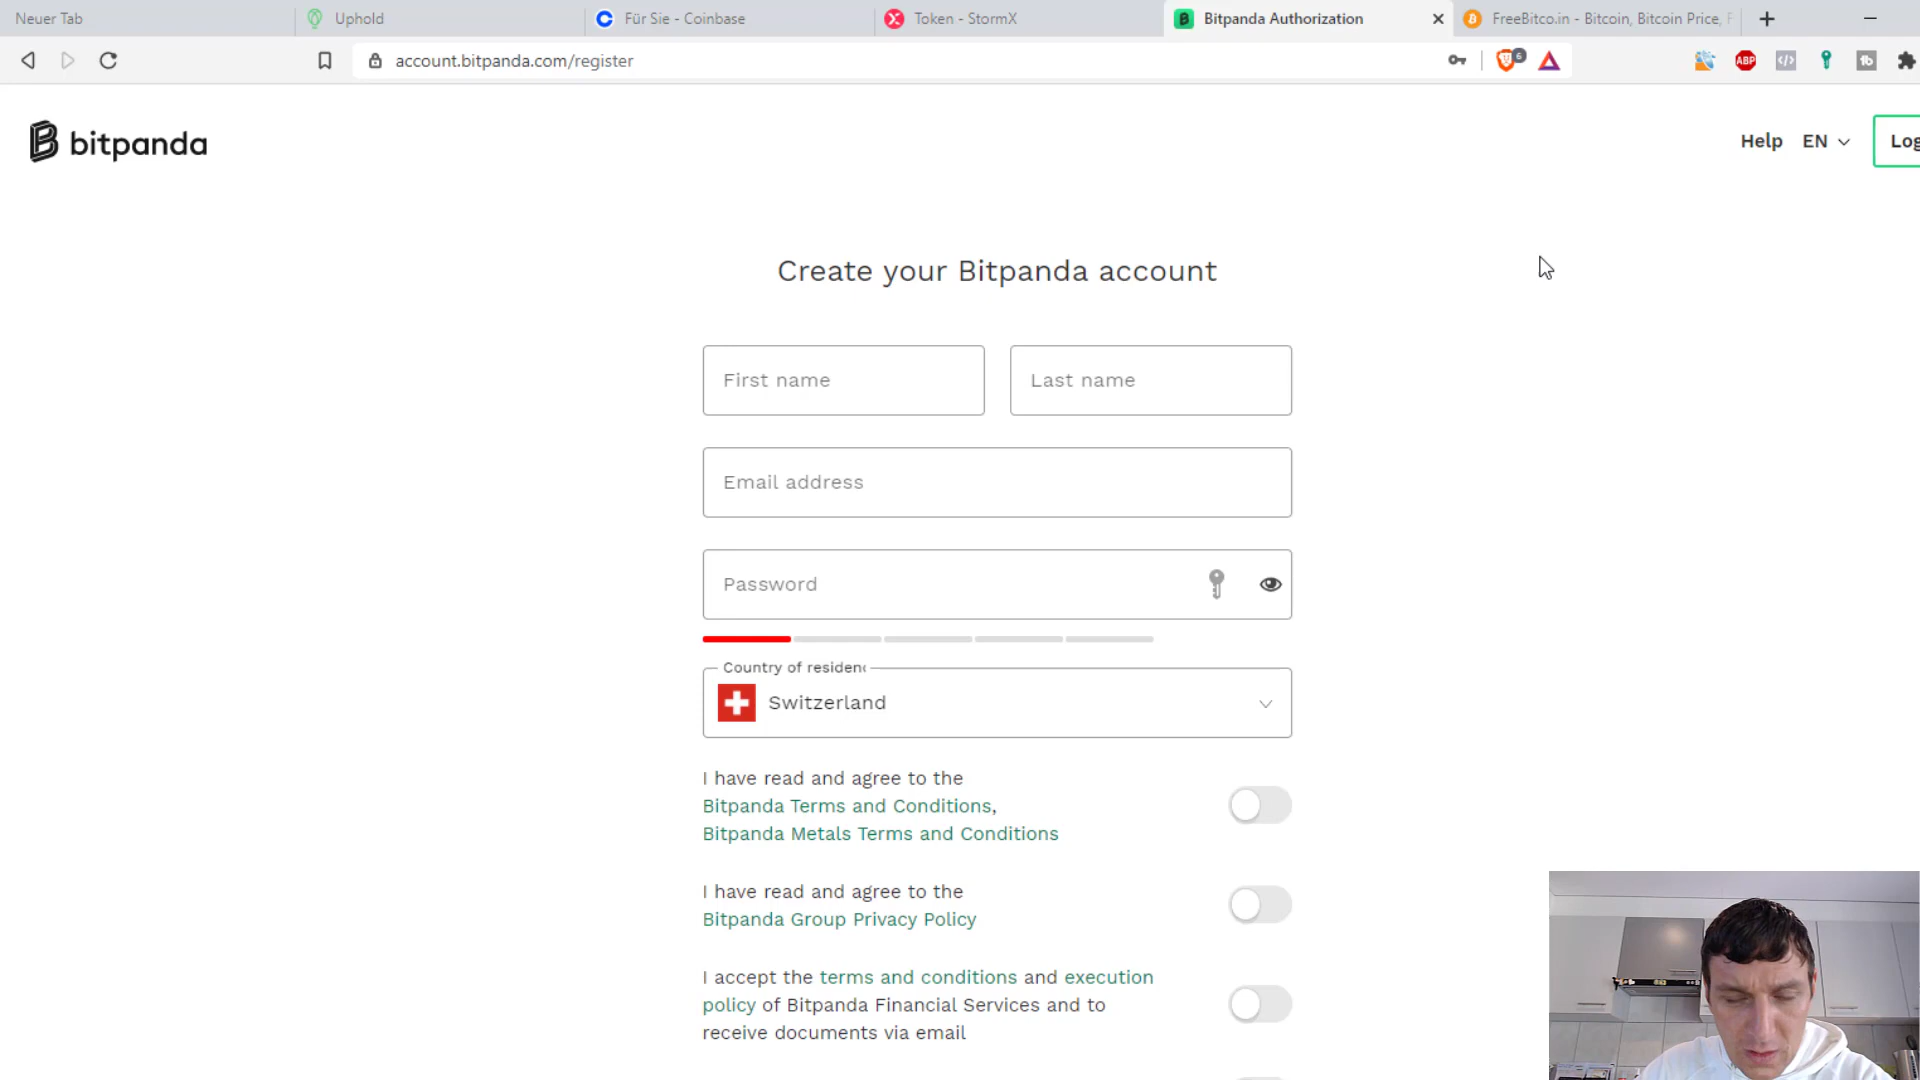 Neuer Tab
Uphold
Für Sie - Coinbase
Token - StormX
Bitpanda Authorization
FreeBitco.in - Bitcoin, Bitcoin Price, F
account.bitpanda.com/register
6
ABP
bitpanda
Help
EN
Log
Create your Bitpanda account
First name
Last name
Email address
Password
Country of residenc
Switzerland
I have read and agree to the
Bitpanda Terms and Conditions,
Bitpanda Metals Terms and Conditions
I have read and agree to the
Bitpanda Group Privacy Policy
I accept the terms and conditions and execution
policy of Bitpanda Financial Services and to
receive documents via email